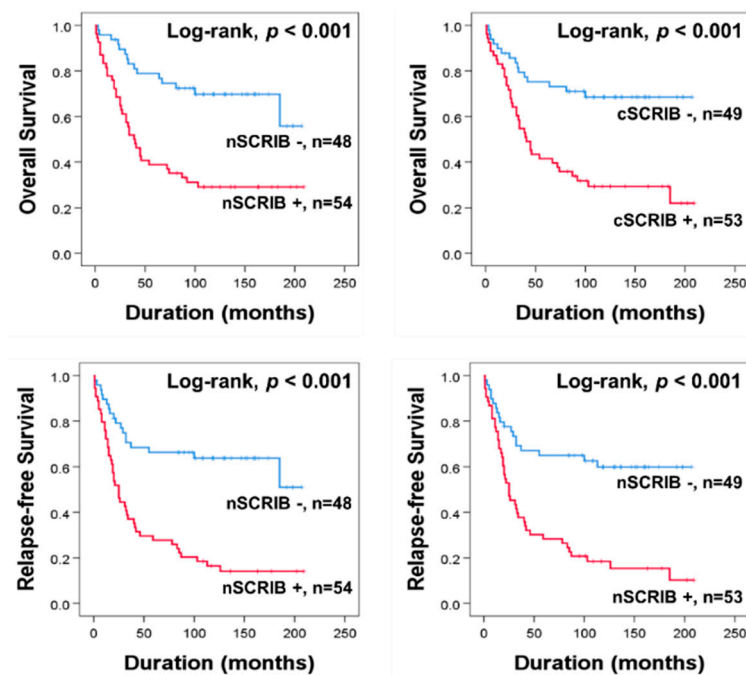 Log-rank, p < 0.001
Overall Survival
1.0
0.8
0.6
0.4
0.2
0.0
nSCRIB -, n=48
nSCRIB +, n=54
0 50 100 150 200 250
Duration (months)
Log-rank, p < 0.001
Overall Survival
1.0
0.8
0.6
0.4
0.2
0.0
cSCRIB -, n=49
cSCRIB +, n=53
0 50 100 150 200 250
Duration (months)
Log-rank, p < 0.001
Relapse-free Survival
1.0
0.8
0.6
0.4
0.2
0.0
nSCRIB -, n=48
nSCRIB +, n=54
0 50 100 150 200 250
Duration (months)
Log-rank, p < 0.001
Relapse-free Survival
1.0
0.8
0.6
0.4
0.2
0.0
nSCRIB -, n=49
nSCRIB +, n=53
0 50 100 150 200 250
Duration (months)